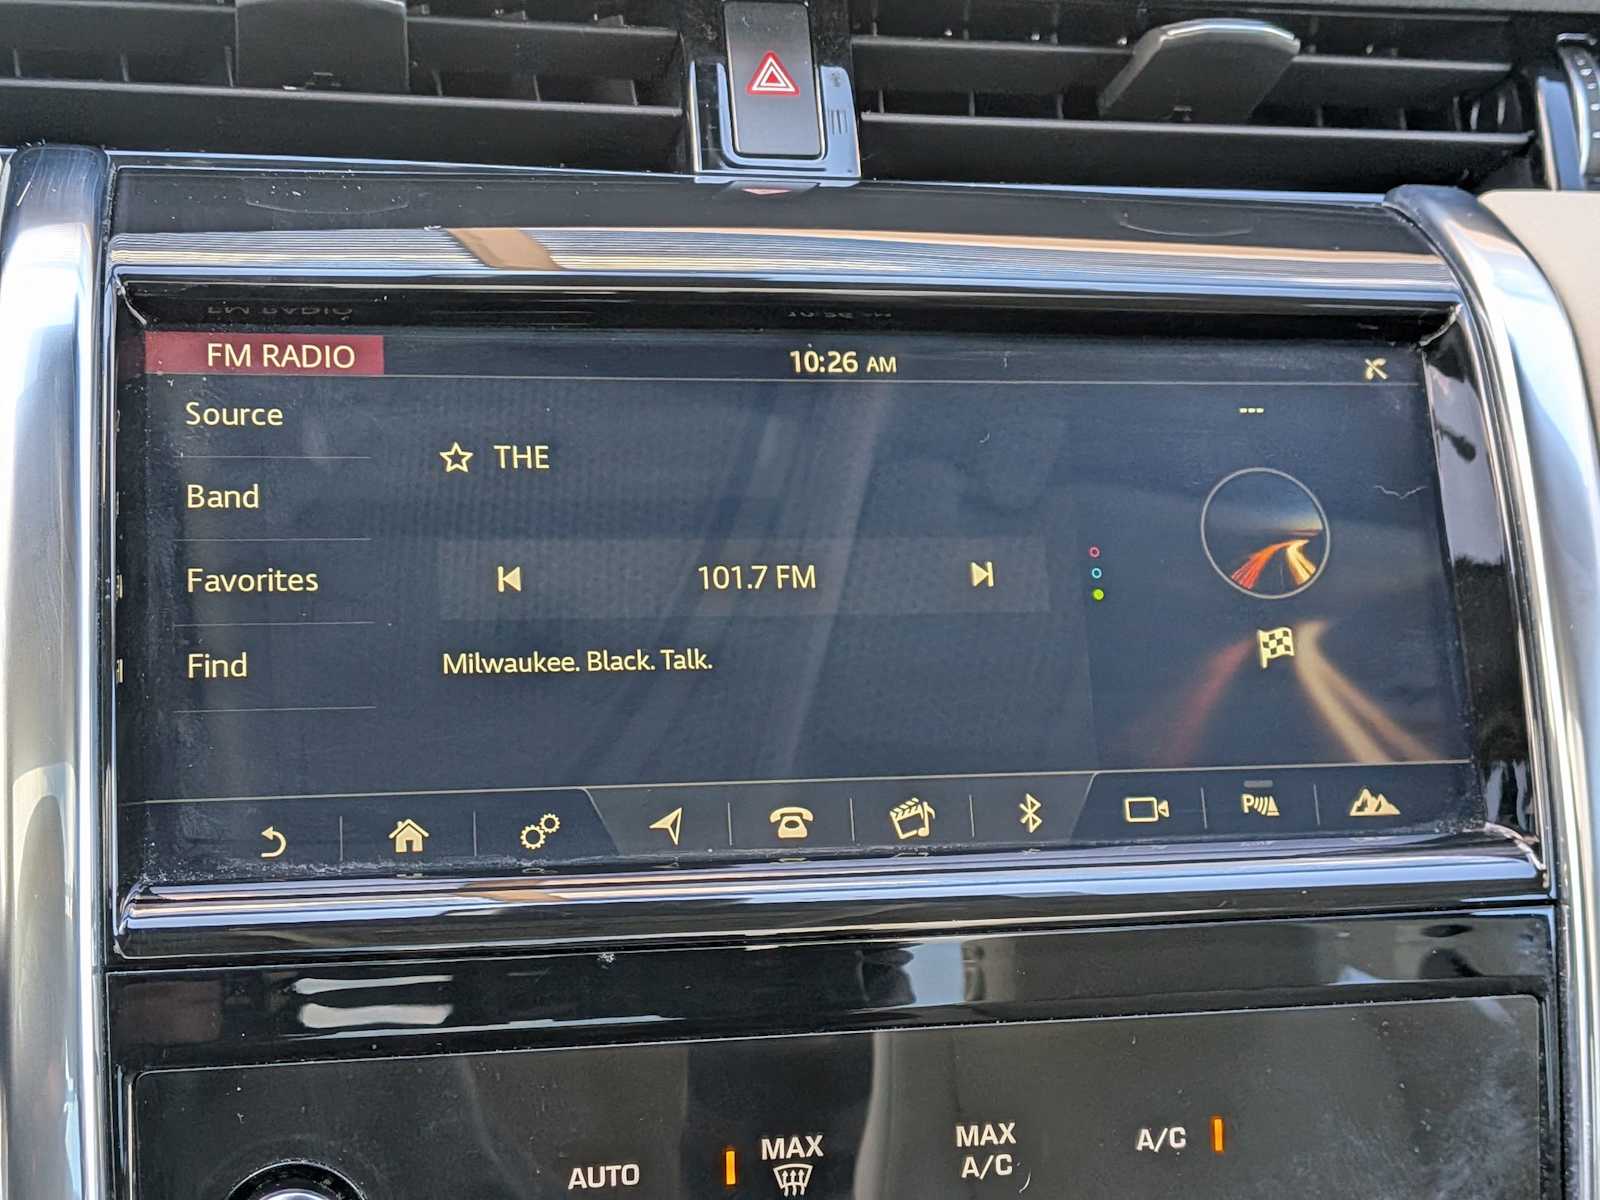 FM RADIO
10:26 AM
Source
---
THE
Band
Favorites
101.7 FM
Find
Milwaukee. Black. Talk.
P
AUTO
MAX
MAX
A/C
A/C